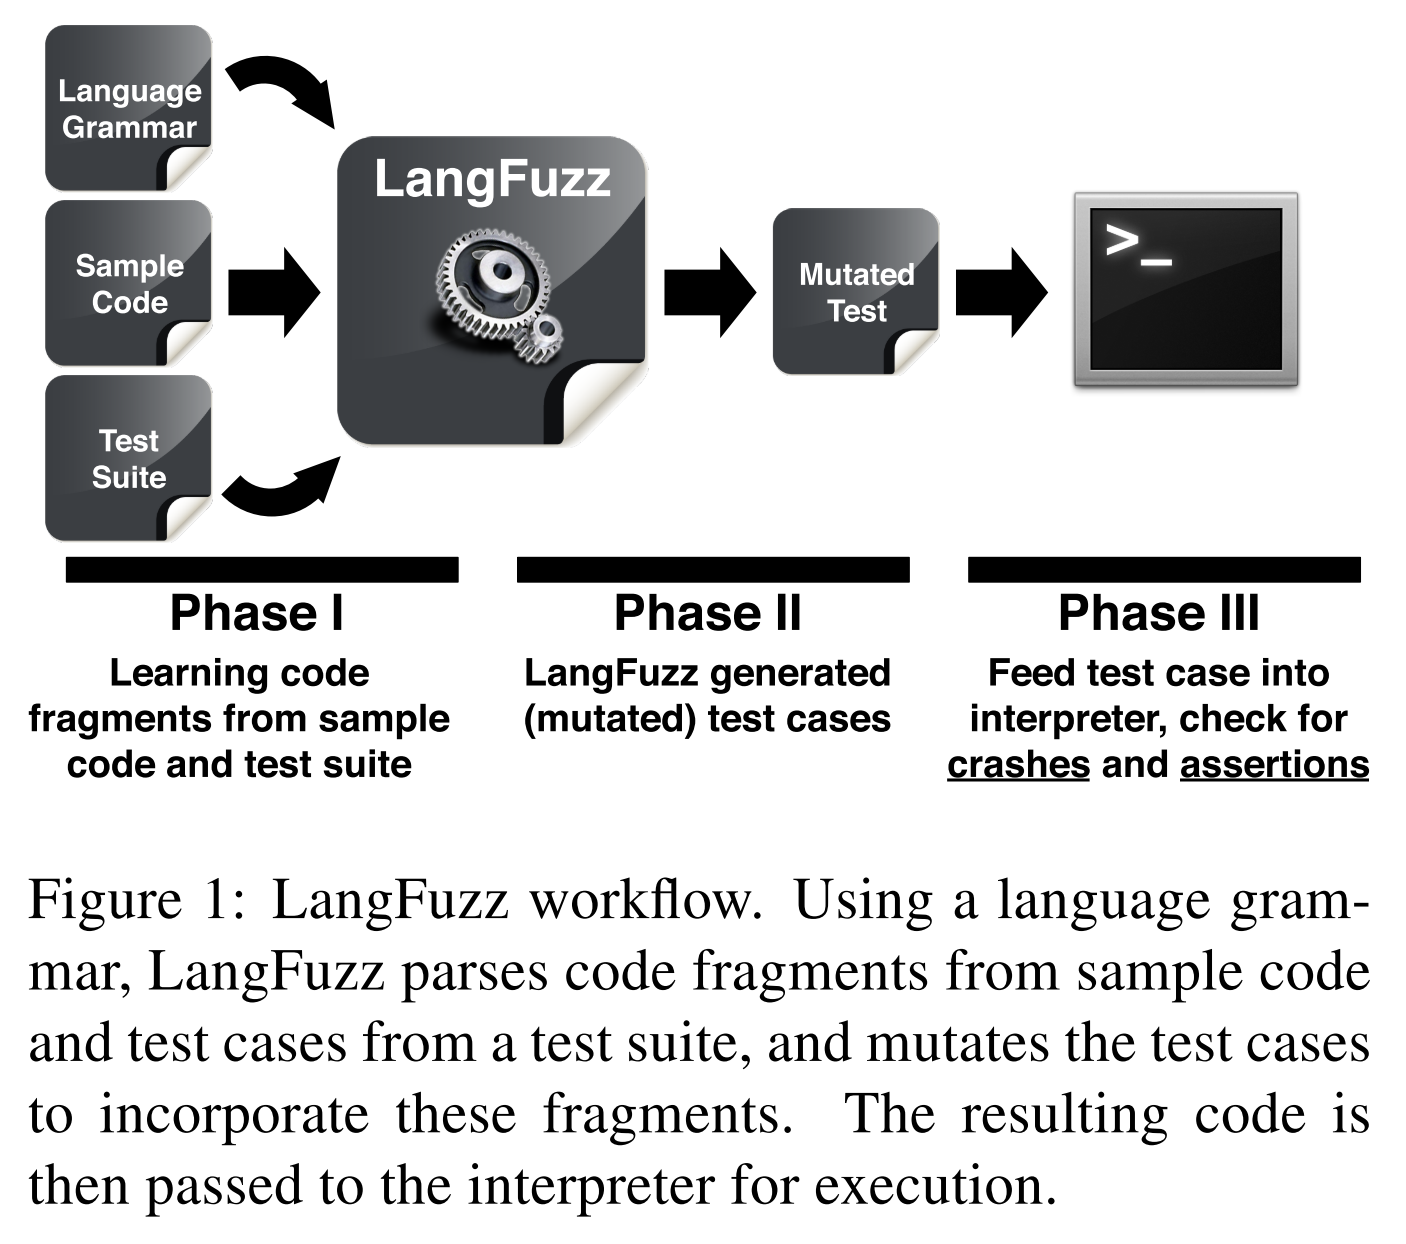 Language
Grammar
LangFuzz
Sample
Code
Mutated
Test
>_
Test
Suite
Phase I
Learning code
fragments from sample
code and test suite
Phase II
LangFuzz generated
(mutated) test cases
Phase III
Feed test case into
interpreter, check for
crashes and assertions
Figure 1: LangFuzz workflow. Using a language gram-
mar, LangFuzz parses code fragments from sample code
and test cases from a test suite, and mutates the test cases
to incorporate these fragments. The resulting code is
then passed to the interpreter for execution.